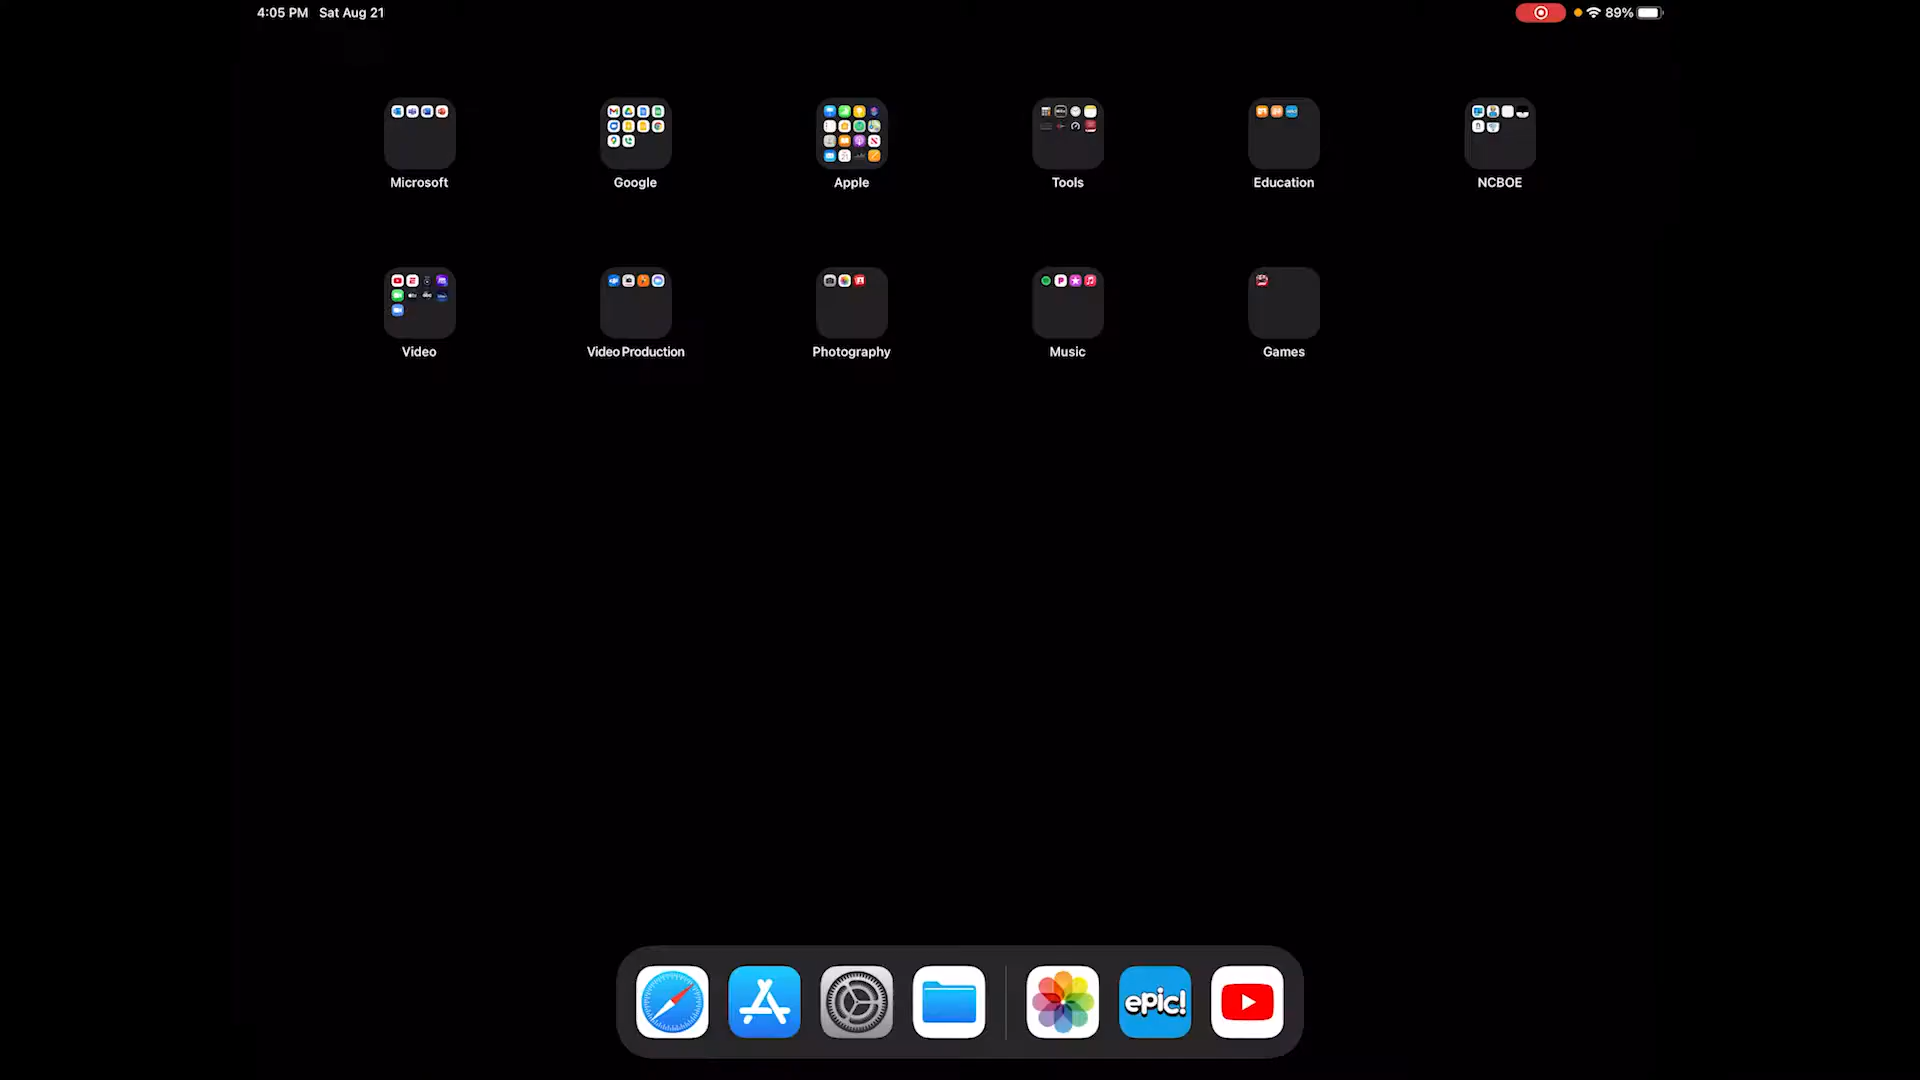 4:05 PM Sat Aug 21
89%
Microsoft
Google
Apple
Tools
Education
NCBOE
Video
Video Production
Photography
Music
Games
epic!